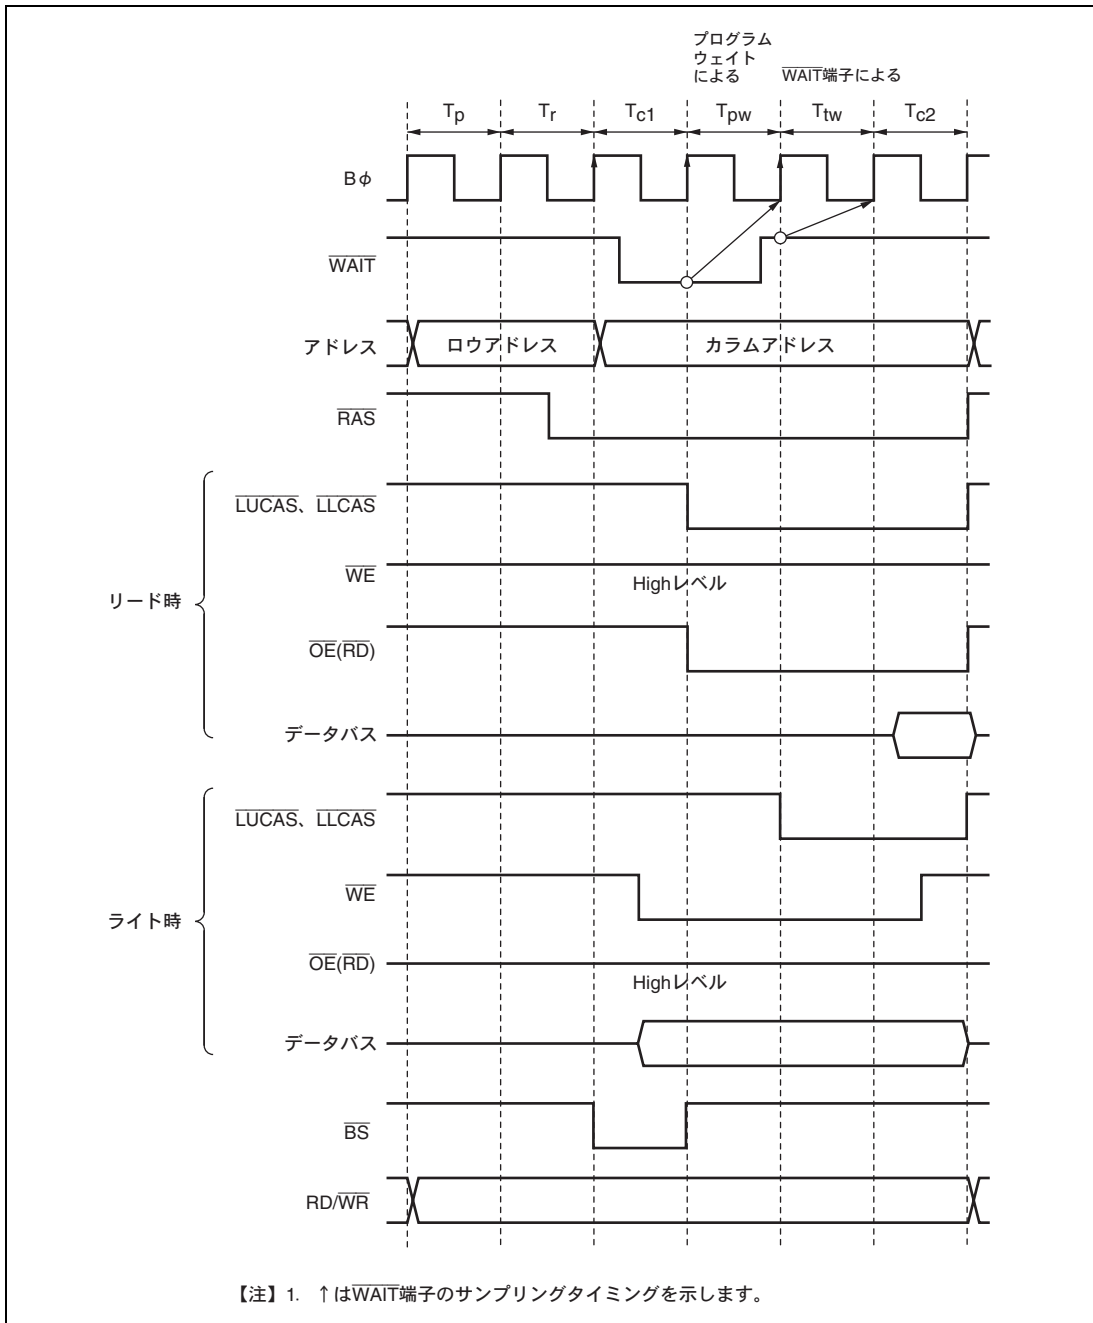 プログラム
ウェイト
による
WAIT端子による
Tp Tr Tc1 Tpw Ttw Tc2
Bφ
WAIT
アドレス ロウアドレス カラムアドレス
RAS
LUCAS、LLCAS
WE Highレベル
リード時
OE(RD)
データバス
LUCAS、LLCAS
WE
ライト時
OE(RD) Highレベル
データバス
BS
RD/WR
【注】1. ↑はWAIT端子のサンプリングタイミングを示します。